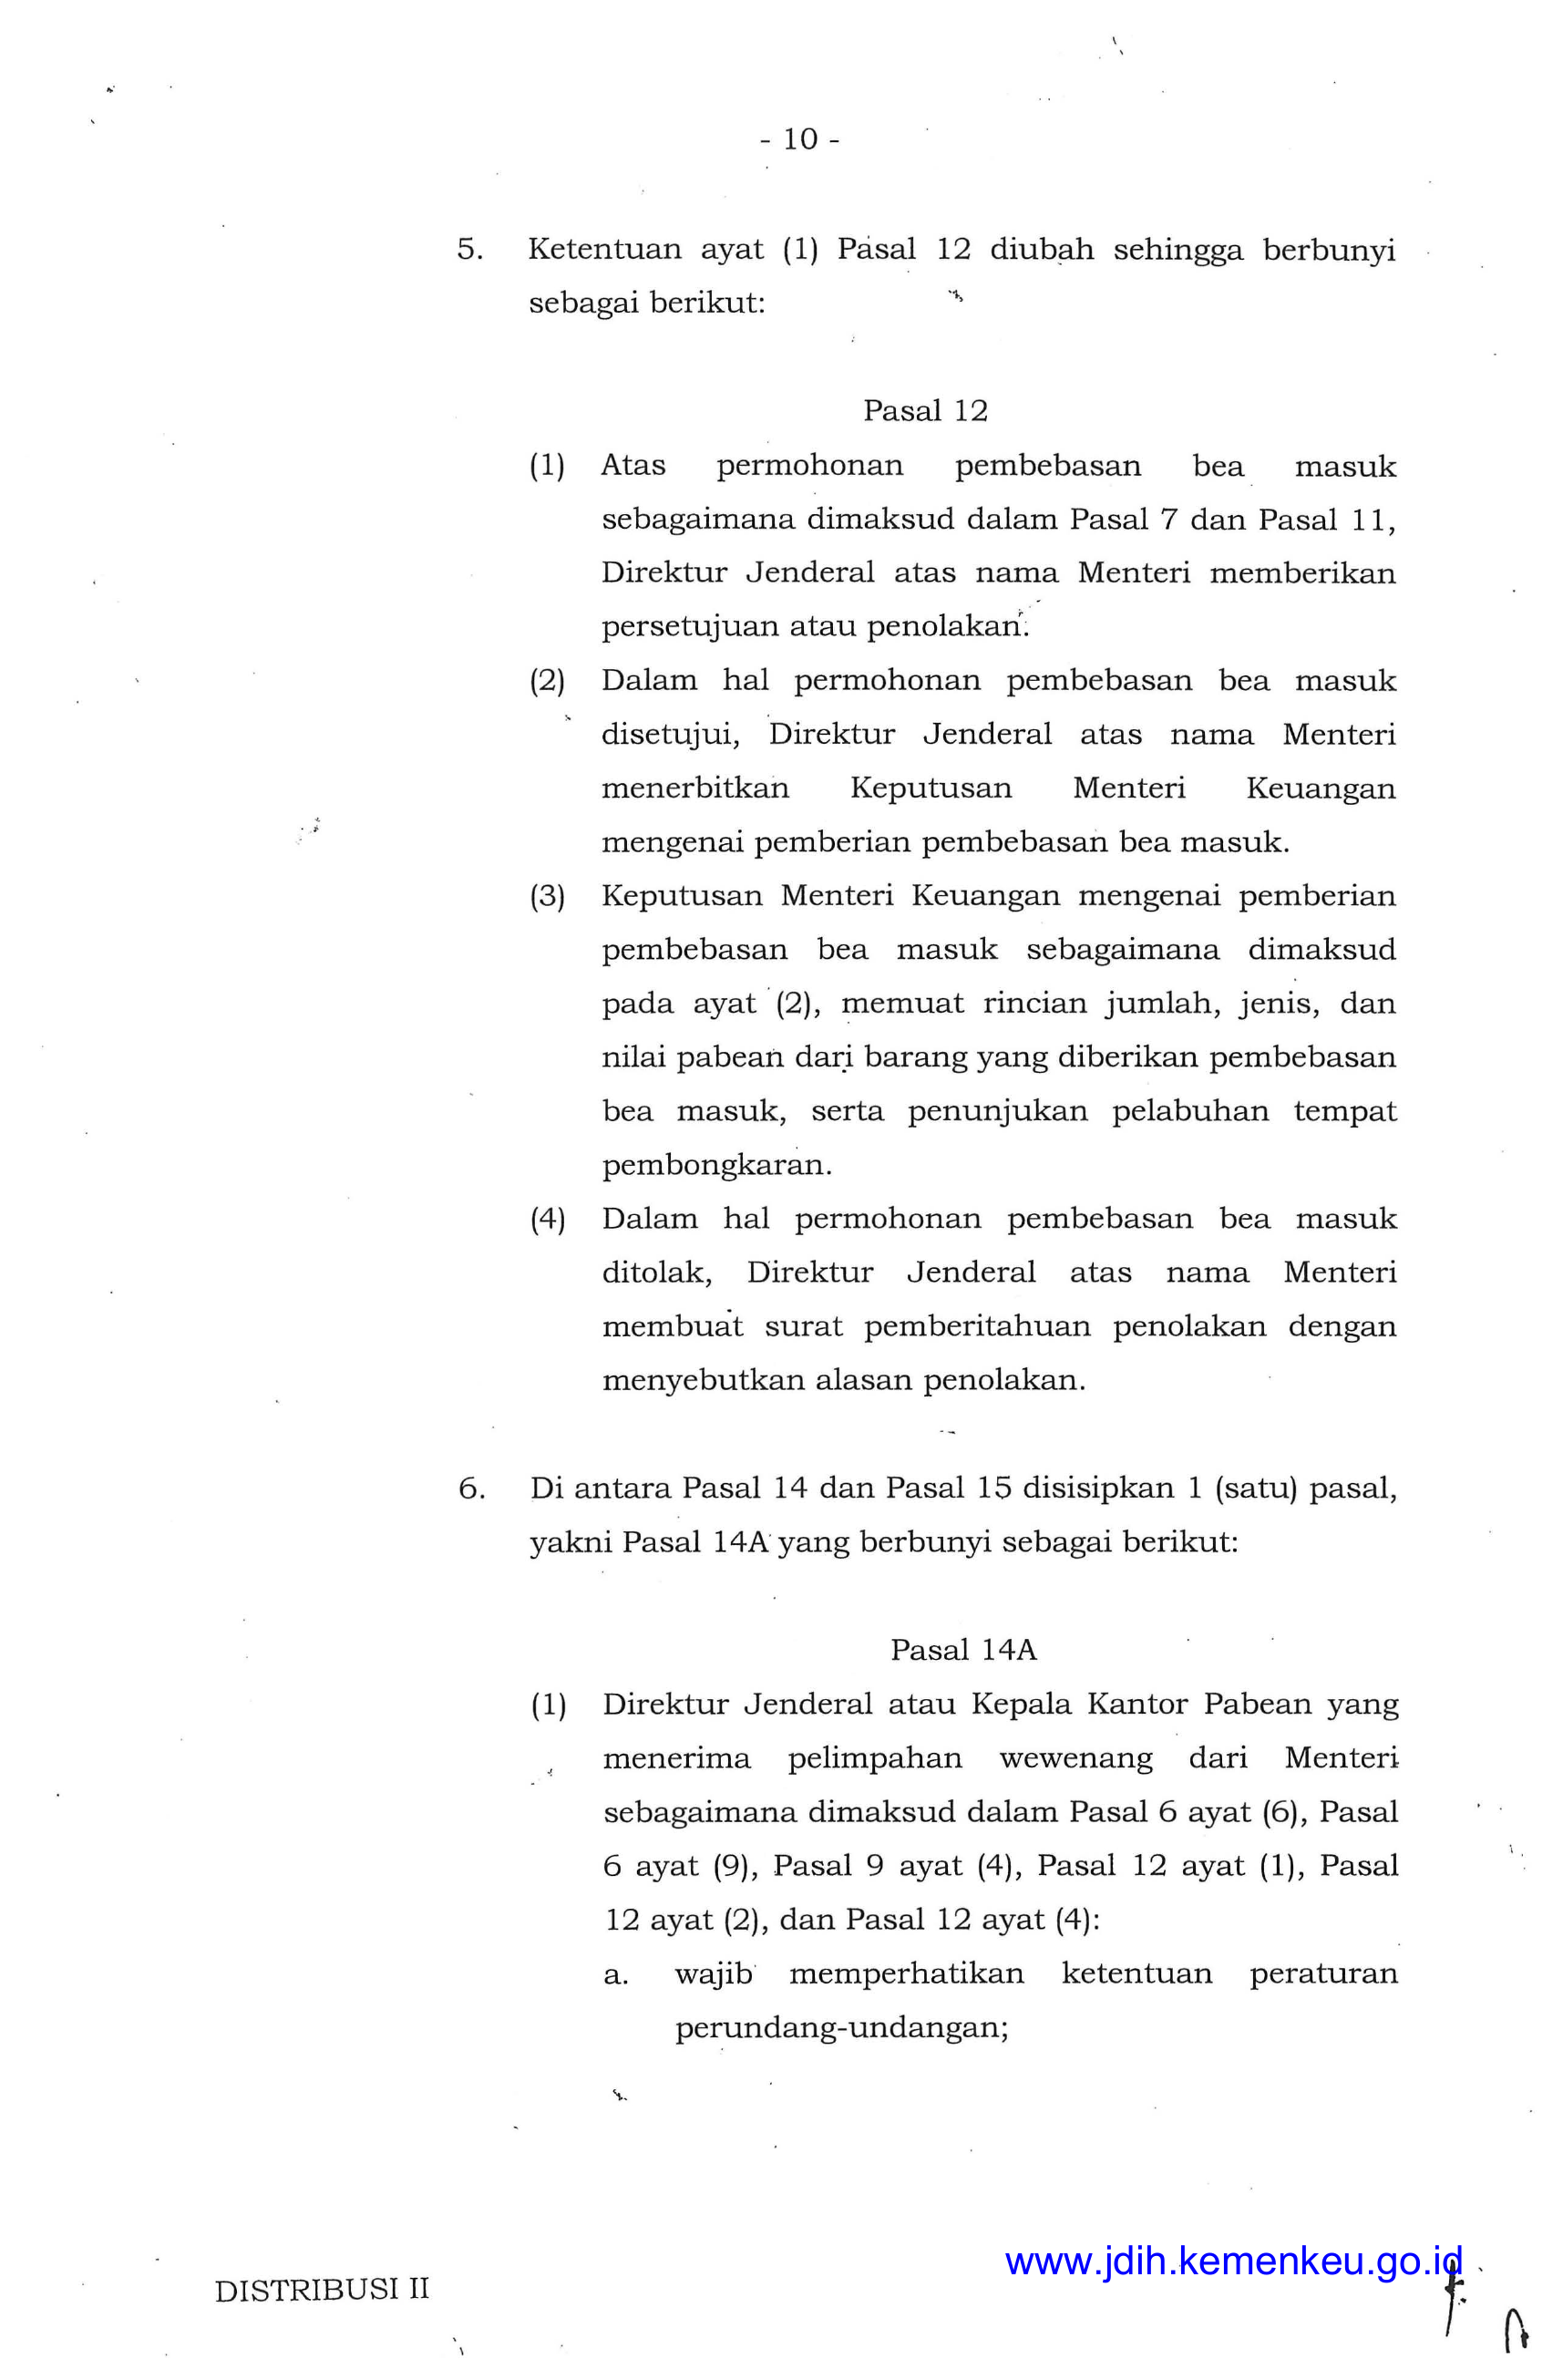 - 10 -
5. Ketentuan ayat (1) Pasal 12 diubah sehingga berbunyi
sebagai berikut:
Pasal 12
(1) Atas permohonan pembebasan bea masuk
sebagaimana dimaksud dalam Pasal 7 dan Pasal 11,
Direktur Jenderal atas nama Menteri memberikan
persetujuan atau penolakan.
(2) Dalam hal permohonan pembebasan bea masuk
disetujui, Direktur Jenderal atas nama Menteri
menerbitkan Keputusan Menteri Keuangan
mengenai pemberian pembebasan bea masuk.
(3) Keputusan Menteri Keuangan mengenai pemberian
pembebasan bea masuk sebagaimana dimaksud
pada ayat (2), memuat rincian jumlah, jenis, dan
nilai pabean dari barang yang diberikan pembebasan
bea masuk, serta penunjukan pelabuhan tempat
pembongkaran.
(4) Dalam hal permohonan pembebasan bea masuk
ditolak, Direktur Jenderal atas nama Menteri
membuat surat pemberitahuan penolakan dengan
menyebutkan alasan penolakan.
6. Di antara Pasal 14 dan Pasal 15 disisipkan 1 (satu) pasal,
yakni Pasal 14A yang berbunyi sebagai berikut:
Pasal 14A
(1) Direktur Jenderal atau Kepala Kantor Pabean yang
menerima pelimpahan wewenang dari Menteri
sebagaimana dimaksud dalam Pasal 6 ayat (6), Pasal
6 ayat (9), Pasal 9 ayat (4), Pasal 12 ayat (1), Pasal
12 ayat (2), dan Pasal 12 ayat (4):
a. wajib memperhatikan ketentuan peraturan
perundang-undangan;
www.jdih.kemenkeu.go.id
DISTRIBUSI II